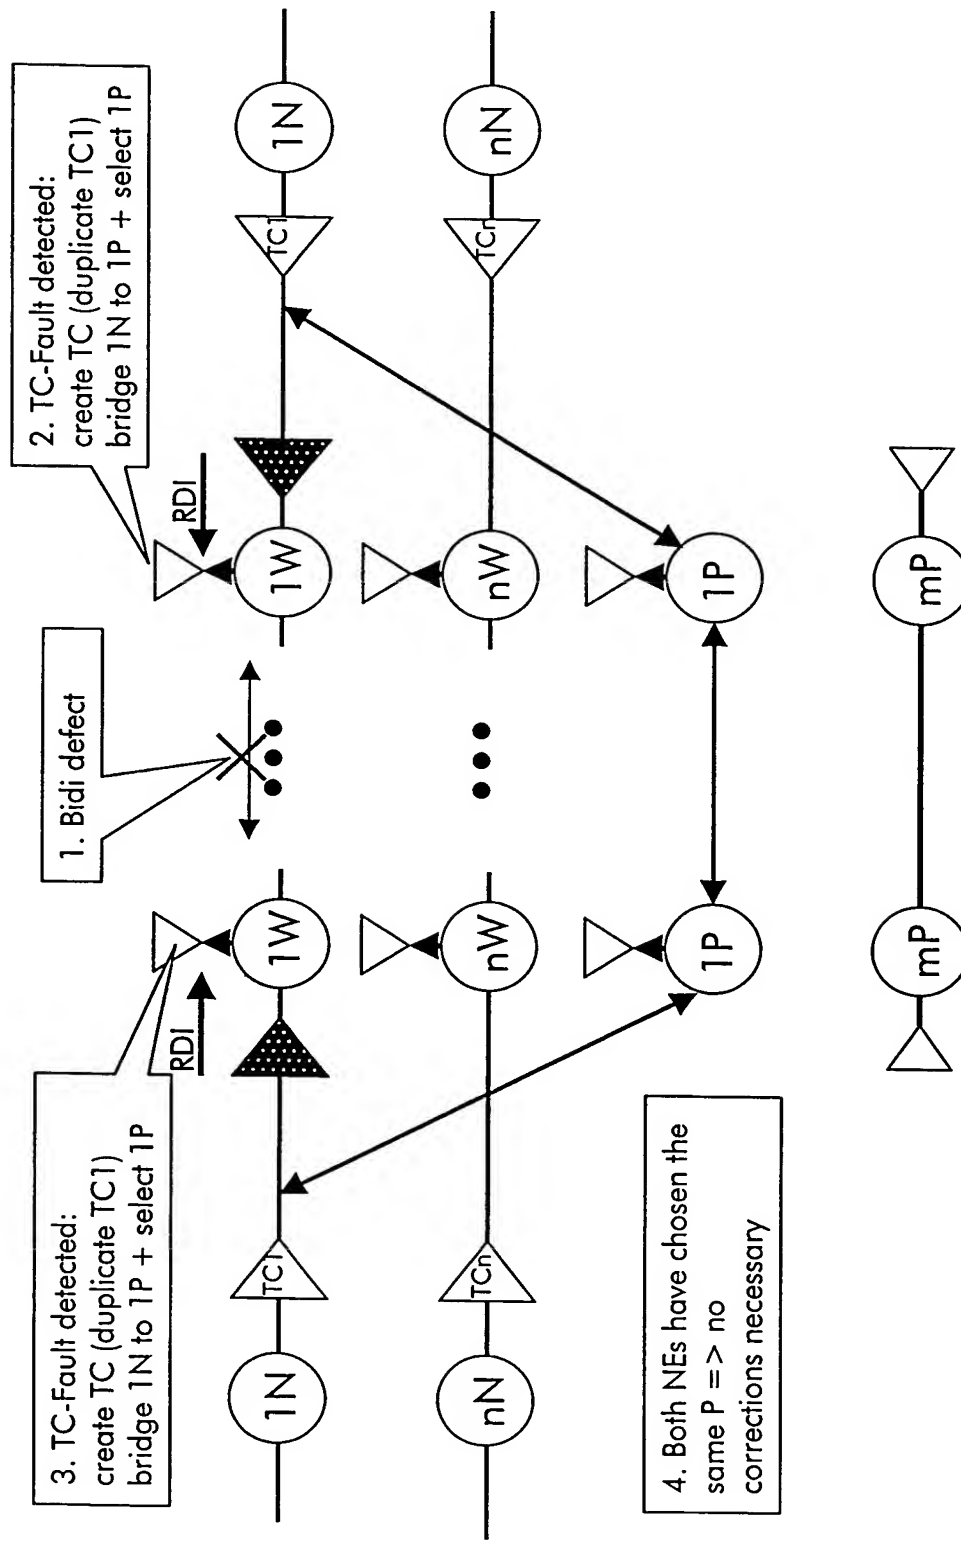 3. TC-Fault detected:
create TC (duplicate TC1)
bridge 1N to 1P + select 1P
1. Bidi defect
2. TC-Fault detected:
create TC (duplicate TC1)
bridge 1N to 1P + select 1P
RDI
RDI
1N
TC1
1W
1W
TC1
1N
nN
TCn
nW
nW
TCn
nN
4. Both NEs have chosen the
same P => no
corrections necessary
1P
1P
mP
mP